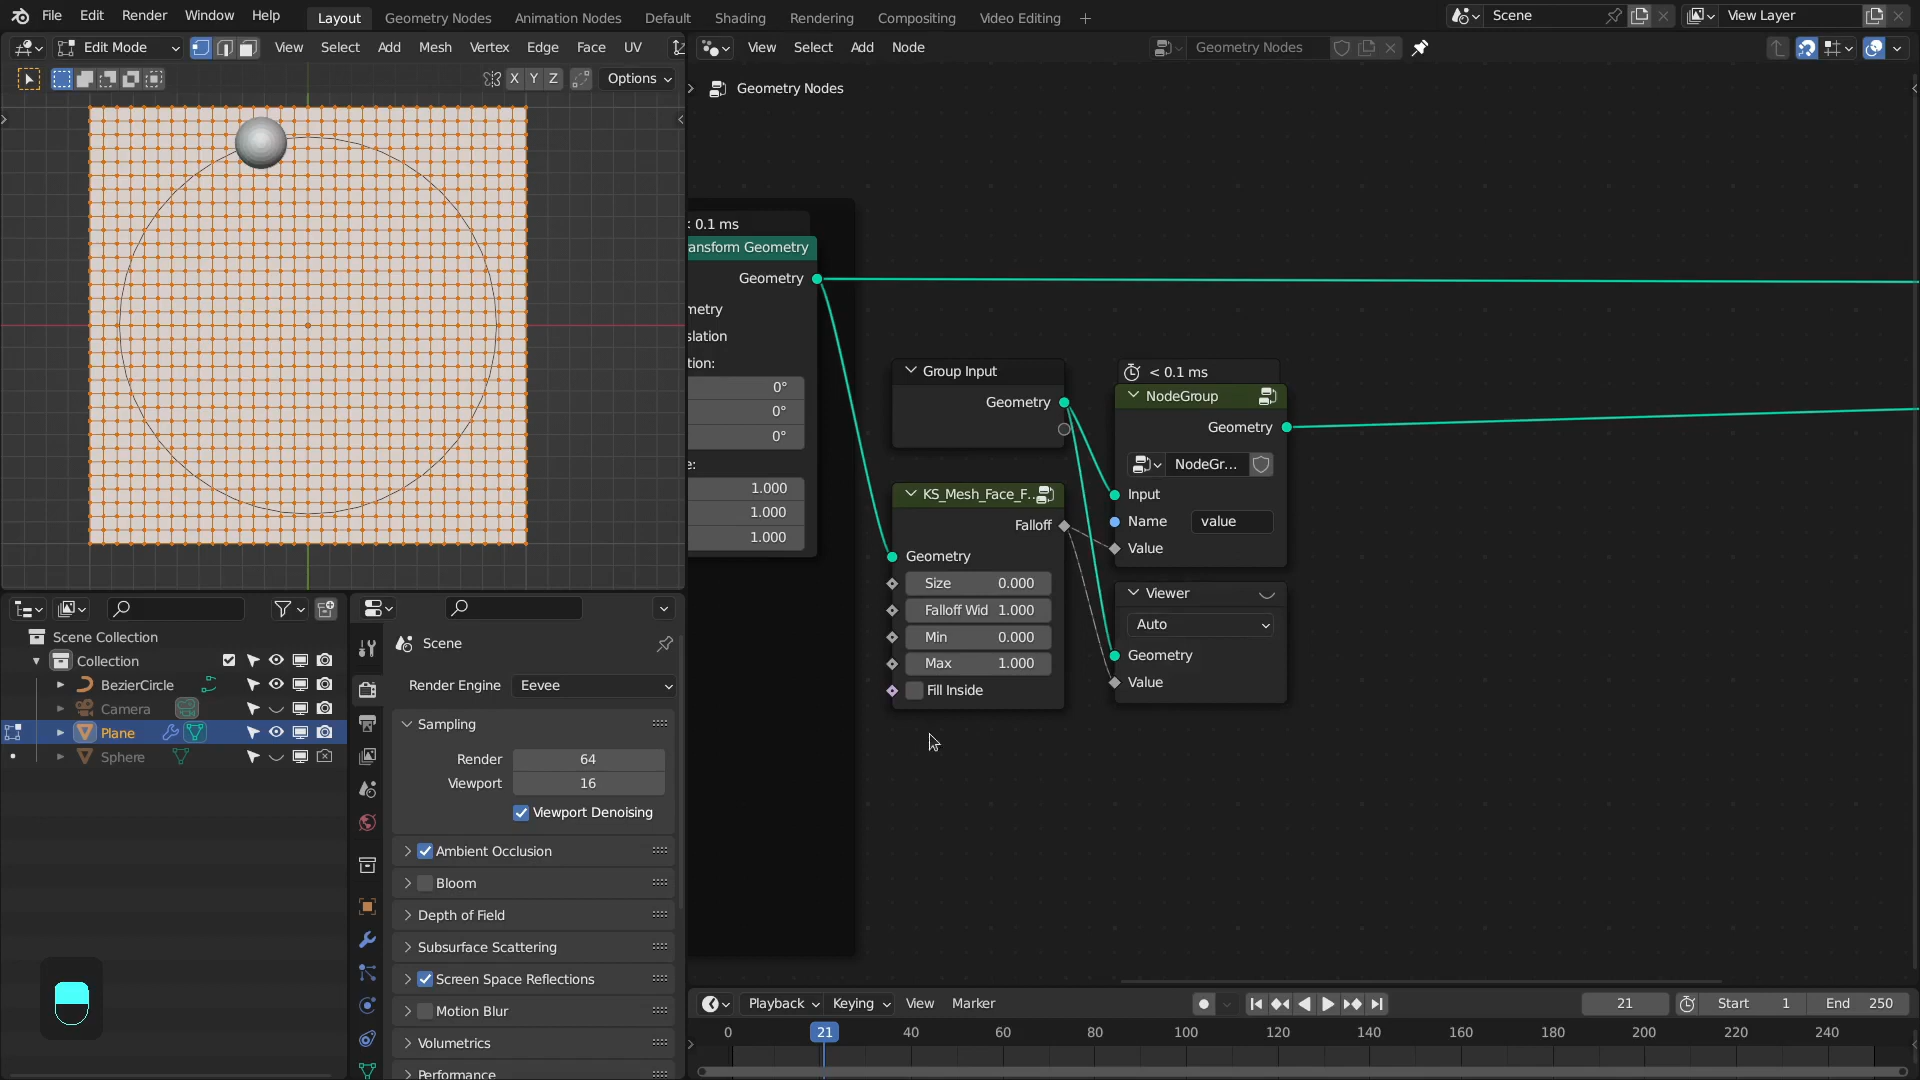 File Edit Render Window Help
Layout Geometry Nodes Animation Nodes Default Shading Rendering Compositing Video Editing +
Scene
View Layer
Edit Mode
View Select Add Mesh Vertex Edge Face UV
X Y Z Options
View Select Add Node
Geometry Nodes
Geometry Nodes
< 0.1 ms
ansform Geometry
Geometry
metry
slation
tion:
0°
0°
0°
e:
1.000
1.000
1.000
Group Input
Geometry
KS_Mesh_Face_F..
Falloff
Geometry
Size 0.000
Falloff Wid 1.000
Min 0.000
Max 1.000
Fill Inside
< 0.1 ms
NodeGroup
Geometry
NodeGr...
Input
Name value
Value
Viewer
Auto
Geometry
Value
Scene Collection
Collection
BezierCircle
Camera
Plane
Sphere
Scene
Render Engine Eevee
Sampling
Render 64
Viewport 16
Viewport Denoising
Ambient Occlusion
Bloom
Depth of Field
Subsurface Scattering
Screen Space Reflections
Motion Blur
Volumetrics
Performance
Playback Keying View Marker
21 Start 1 End 250
0 21 40 60 80 100 120 140 160 180 200 220 240